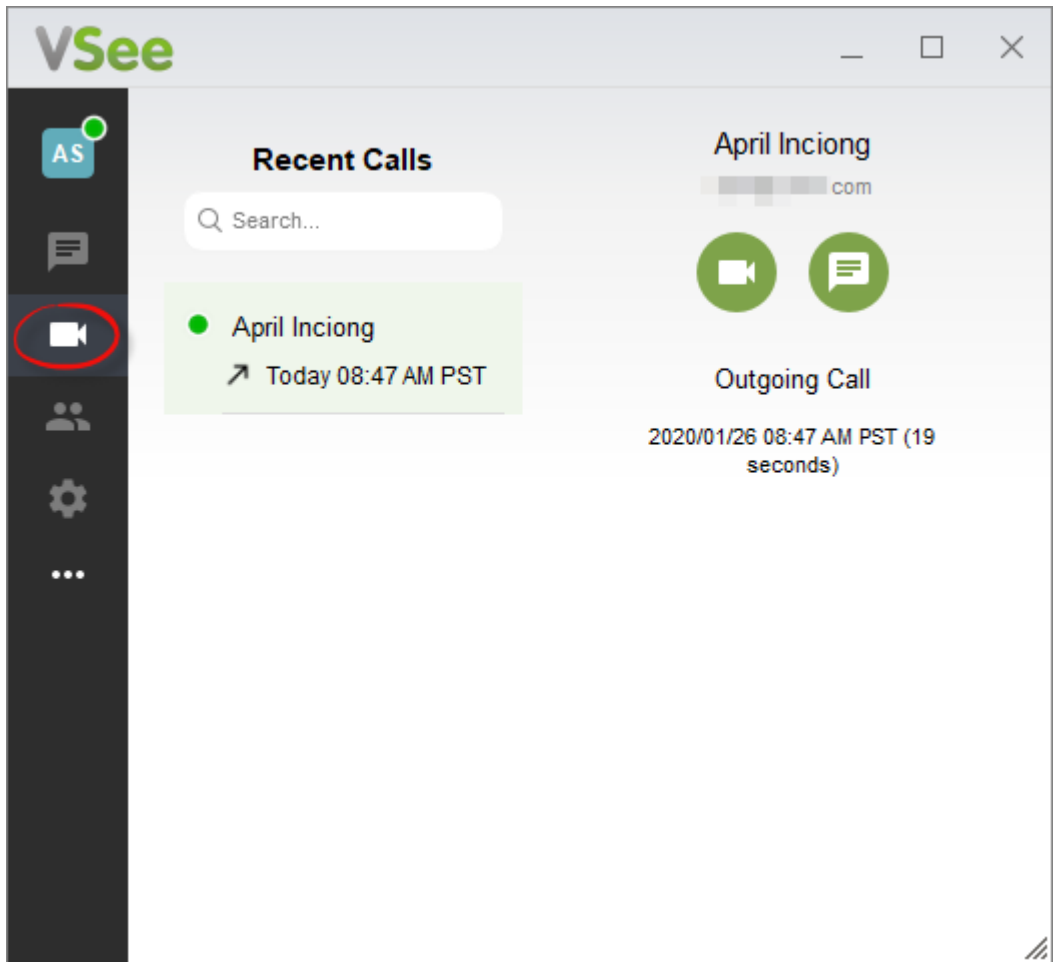 VSee
AS
Recent Calls
Search...
April Inciong
Today 08:47 AM PST
April Inciong
com
Outgoing Call
2020/01/26 08:47 AM PST (19
seconds)